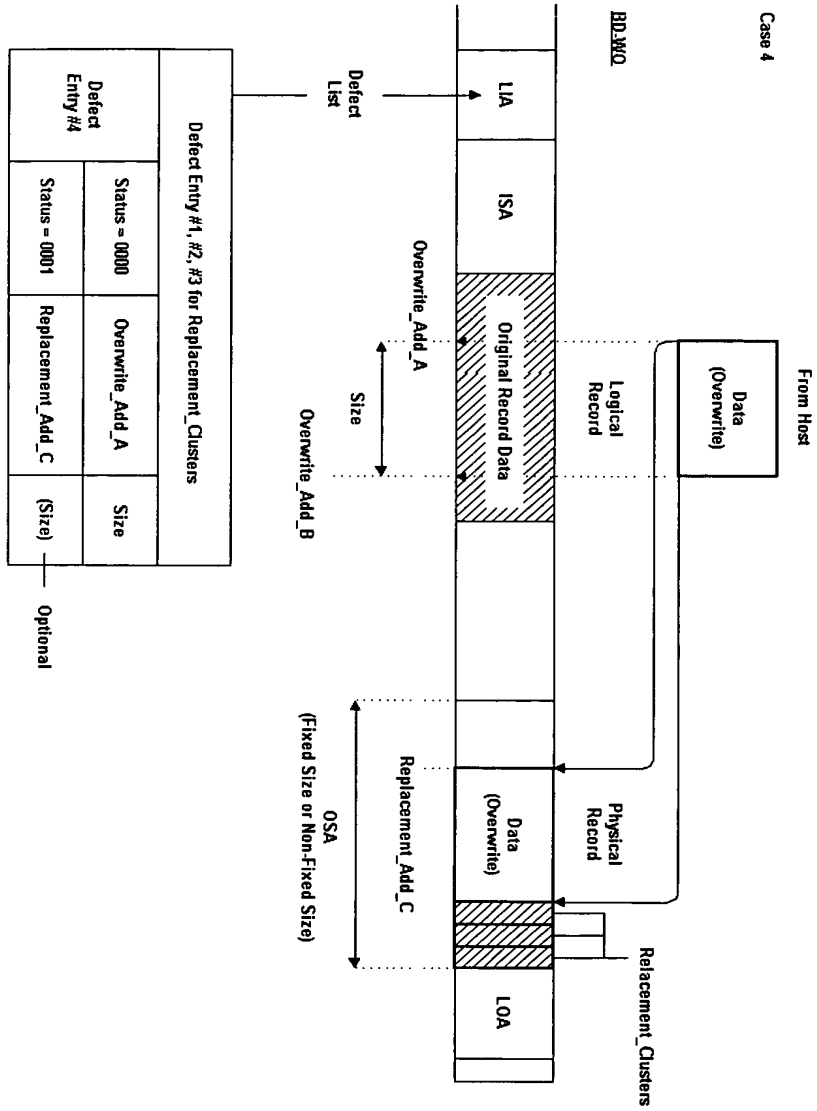 Case 4
From Host
Data
(Overwrite)
BD-WO
Logical
Record
Physical
Record
Relacement_Clusters
LIA
ISA
Original Record Data
Data
(Overwrite)
LOA
Overwrite_Add_A
Replacement_Add_C
Size
OSA
(Fixed Size or Non-Fixed Size)
Overwrite_Add_B
Defect
List
Defect Entry #1, #2, #3 for Replacement_Clusters
Defect
Entry #4
Status = 0000
Overwrite_Add_A
Size
Status = 0001
Replacement_Add_C
(Size)
Optional